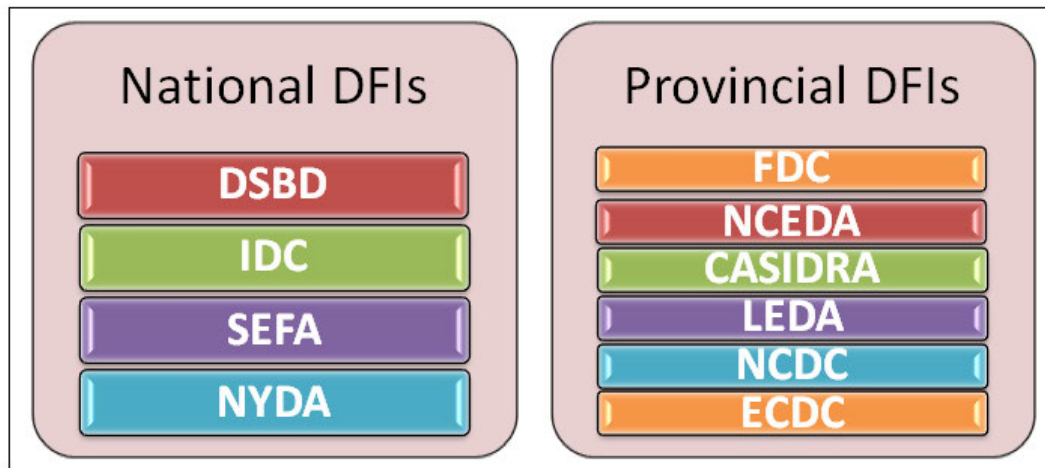 National DFIs
DSBD
IDC
SEFA
NYDA
Provincial DFIs
FDC
NCEDA
CASIDRA
LEDA
NCDC
ECDC